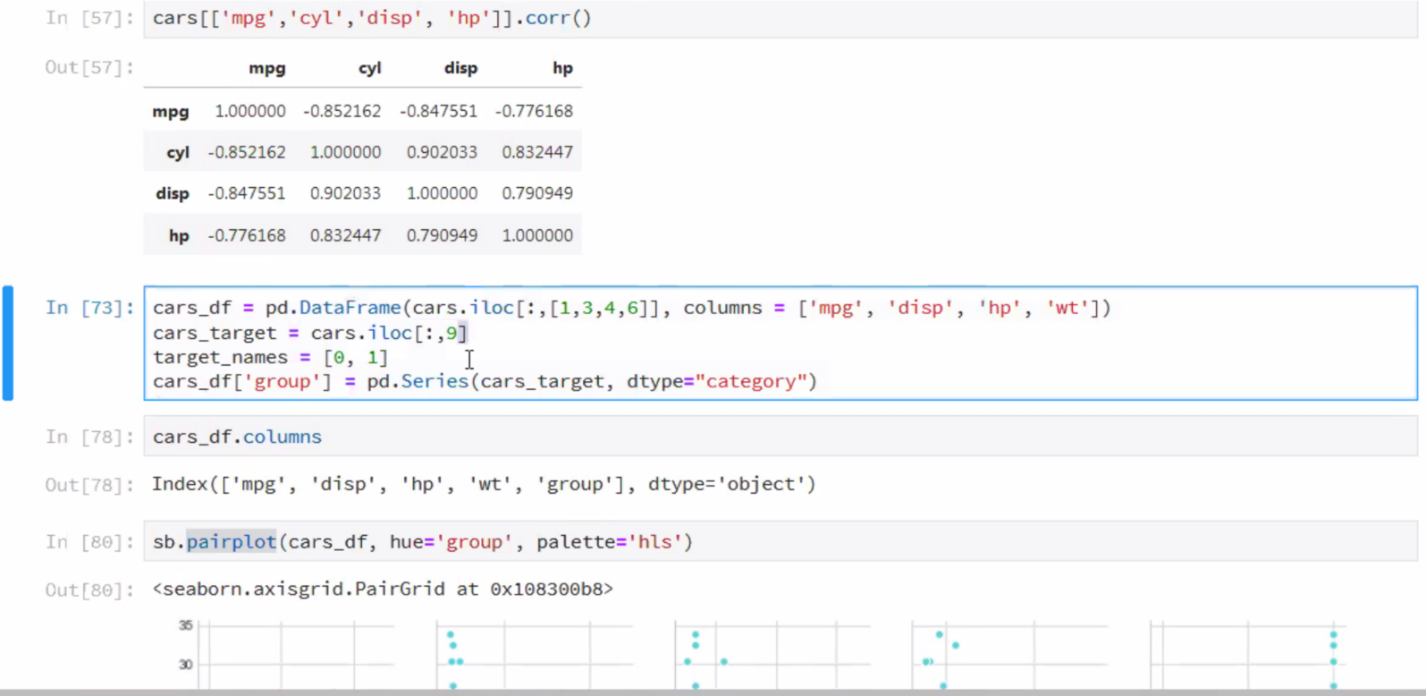 In [57]: cars[['mpg','cyl','disp', 'hp']].corr()
Out[57]:
mpg cyl disp hp
mpg 1.000000 -0.852162 -0.847551 -0.776168
cyl -0.852162 1.000000 0.902033 0.832447
disp -0.847551 0.902033 1.000000 0.790949
hp -0.776168 0.832447 0.790949 1.000000
In [73]: cars_df = pd.DataFrame(cars.iloc[:,[1,3,4,6]], columns = ['mpg', 'disp', 'hp', 'wt'])
cars_target = cars.iloc[:,9]
target_names = [0, 1]
cars_df['group'] = pd.Series(cars_target, dtype="category")
In [78]: cars_df.columns
Out[78]: Index(['mpg', 'disp', 'hp', 'wt', 'group'], dtype='object')
In [80]: sb.pairplot(cars_df, hue='group', palette='hls')
Out[80]: <seaborn.axisgrid.PairGrid at 0x108300b8>
35
30